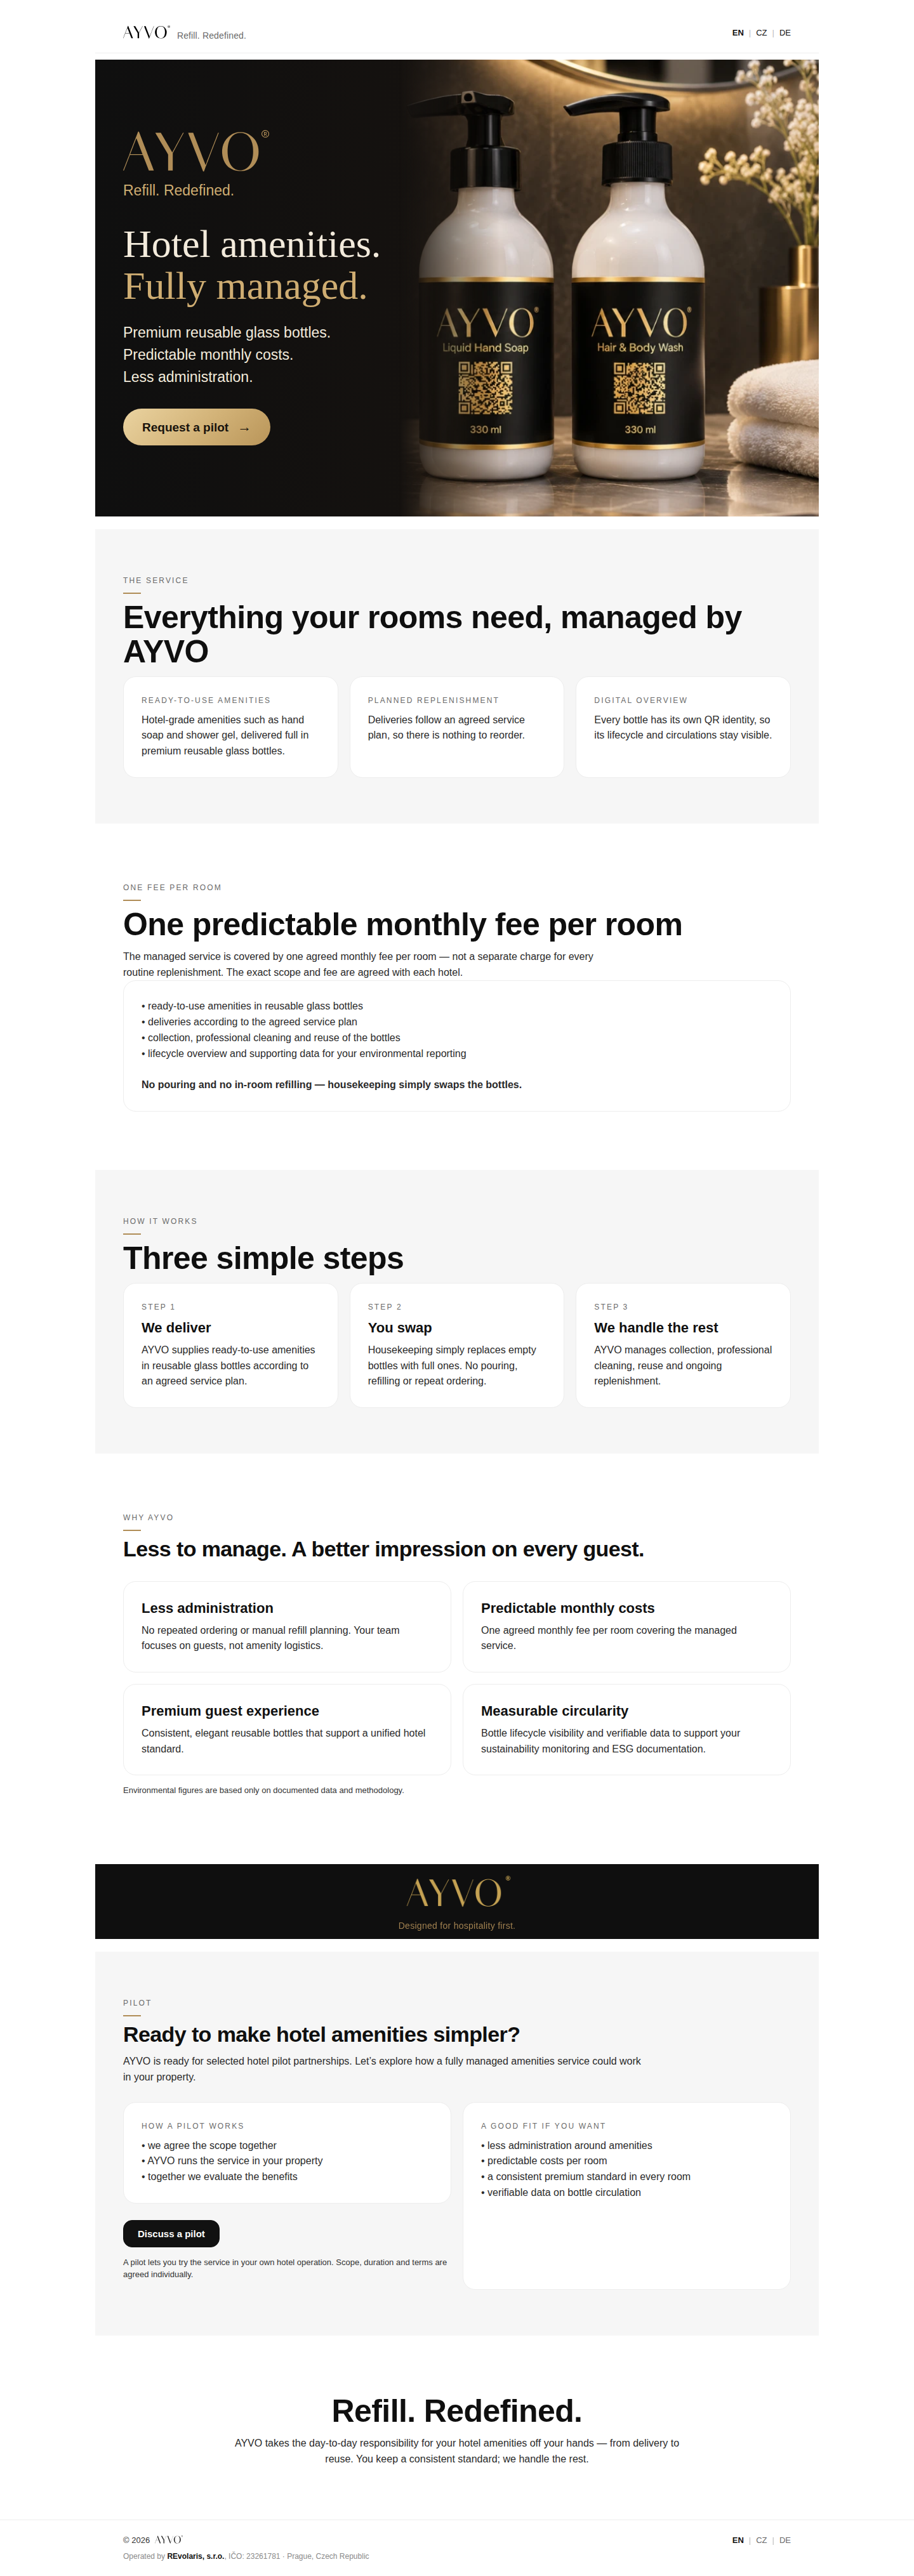 AYVO® Refill. Redefined.
EN | CZ | DE
AYVO®
Refill. Redefined.
Hotel amenities.
Fully managed.
Premium reusable glass bottles.
Predictable monthly costs.
Less administration.
Request a pilot →
AYVO®
Liquid Hand Soap
330 ml
AYVO®
Hair & Body Wash
330 ml
THE SERVICE
Everything your rooms need, managed by
AYVO
READY-TO-USE AMENITIES
Hotel-grade amenities such as hand
soap and shower gel, delivered full in
premium reusable glass bottles.
PLANNED REPLENISHMENT
Deliveries follow an agreed service
plan, so there is nothing to reorder.
DIGITAL OVERVIEW
Every bottle has its own QR identity, so
its lifecycle and circulations stay visible.
ONE FEE PER ROOM
One predictable monthly fee per room
The managed service is covered by one agreed monthly fee per room — not a separate charge for every
routine replenishment. The exact scope and fee are agreed with each hotel.
• ready-to-use amenities in reusable glass bottles
• deliveries according to the agreed service plan
• collection, professional cleaning and reuse of the bottles
• lifecycle overview and supporting data for your environmental reporting
No pouring and no in-room refilling — housekeeping simply swaps the bottles.
HOW IT WORKS
Three simple steps
STEP 1
We deliver
AYVO supplies ready-to-use amenities
in reusable glass bottles according to
an agreed service plan.
STEP 2
You swap
Housekeeping simply replaces empty
bottles with full ones. No pouring,
refilling or repeat ordering.
STEP 3
We handle the rest
AYVO manages collection, professional
cleaning, reuse and ongoing
replenishment.
WHY AYVO
Less to manage. A better impression on every guest.
Less administration
No repeated ordering or manual refill planning. Your team
focuses on guests, not amenity logistics.
Predictable monthly costs
One agreed monthly fee per room covering the managed
service.
Premium guest experience
Consistent, elegant reusable bottles that support a unified hotel
standard.
Measurable circularity
Bottle lifecycle visibility and verifiable data to support your
sustainability monitoring and ESG documentation.
Environmental figures are based only on documented data and methodology.
AYVO®
Designed for hospitality first.
PILOT
Ready to make hotel amenities simpler?
AYVO is ready for selected hotel pilot partnerships. Let's explore how a fully managed amenities service could work
in your property.
HOW A PILOT WORKS
• we agree the scope together
• AYVO runs the service in your property
• together we evaluate the benefits
Discuss a pilot
A pilot lets you try the service in your own hotel operation. Scope, duration and terms are
agreed individually.
A GOOD FIT IF YOU WANT
• less administration around amenities
• predictable costs per room
• a consistent premium standard in every room
• verifiable data on bottle circulation
Refill. Redefined.
AYVO takes the day-to-day responsibility for your hotel amenities off your hands — from delivery to
reuse. You keep a consistent standard; we handle the rest.
© 2026 AYVO®
EN | CZ | DE
Operated by REvolaris, s.r.o., IČO: 23261781 · Prague, Czech Republic